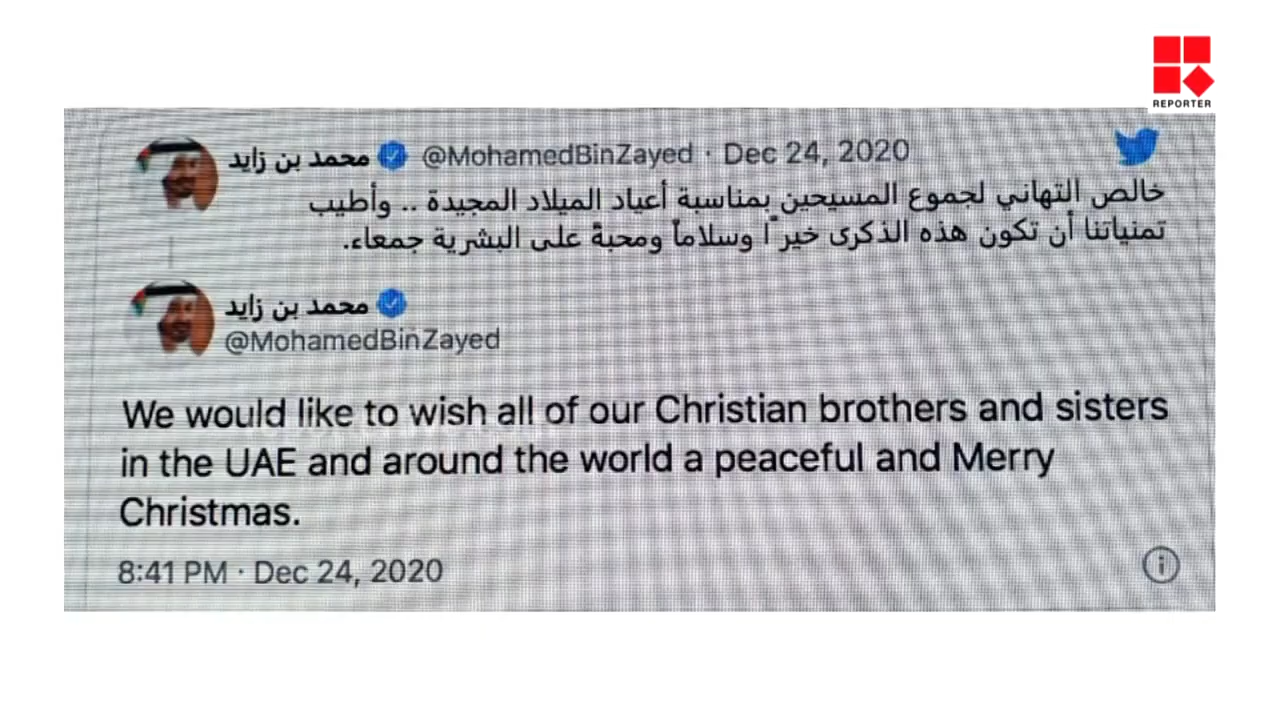 REPORTER
محمد بن زايد @MohamedBinZayed · Dec 24, 2020
خالص التهاني لجموع المسيحين بمناسبة أعياد الميلاد المجيدة .. وأطيب
تمنياتنا أن تكون هذه الذكرى خيراً وسلاماً ومحبةً على البشرية جمعاء.
محمد بن زايد
@MohamedBinZayed
We would like to wish all of our Christian brothers and sisters
in the UAE and around the world a peaceful and Merry
Christmas.
8:41 PM · Dec 24, 2020